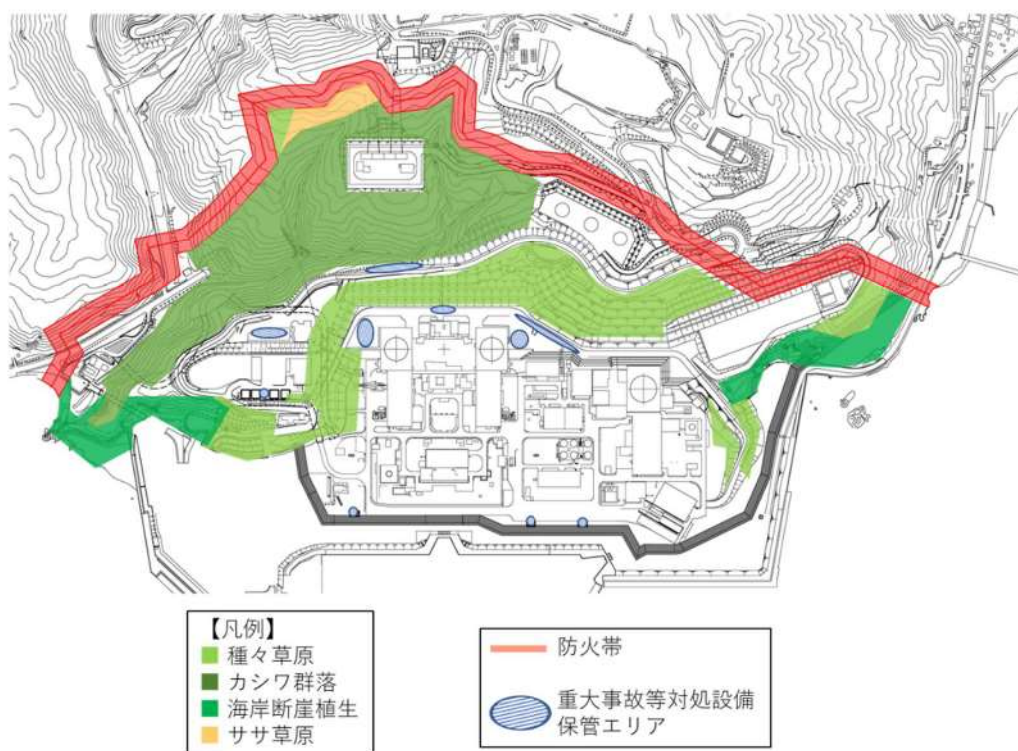 【凡例】
種々草原
カシワ群落
海岸断崖植生
ササ草原
防火帯
重大事故等対処設備
保管エリア